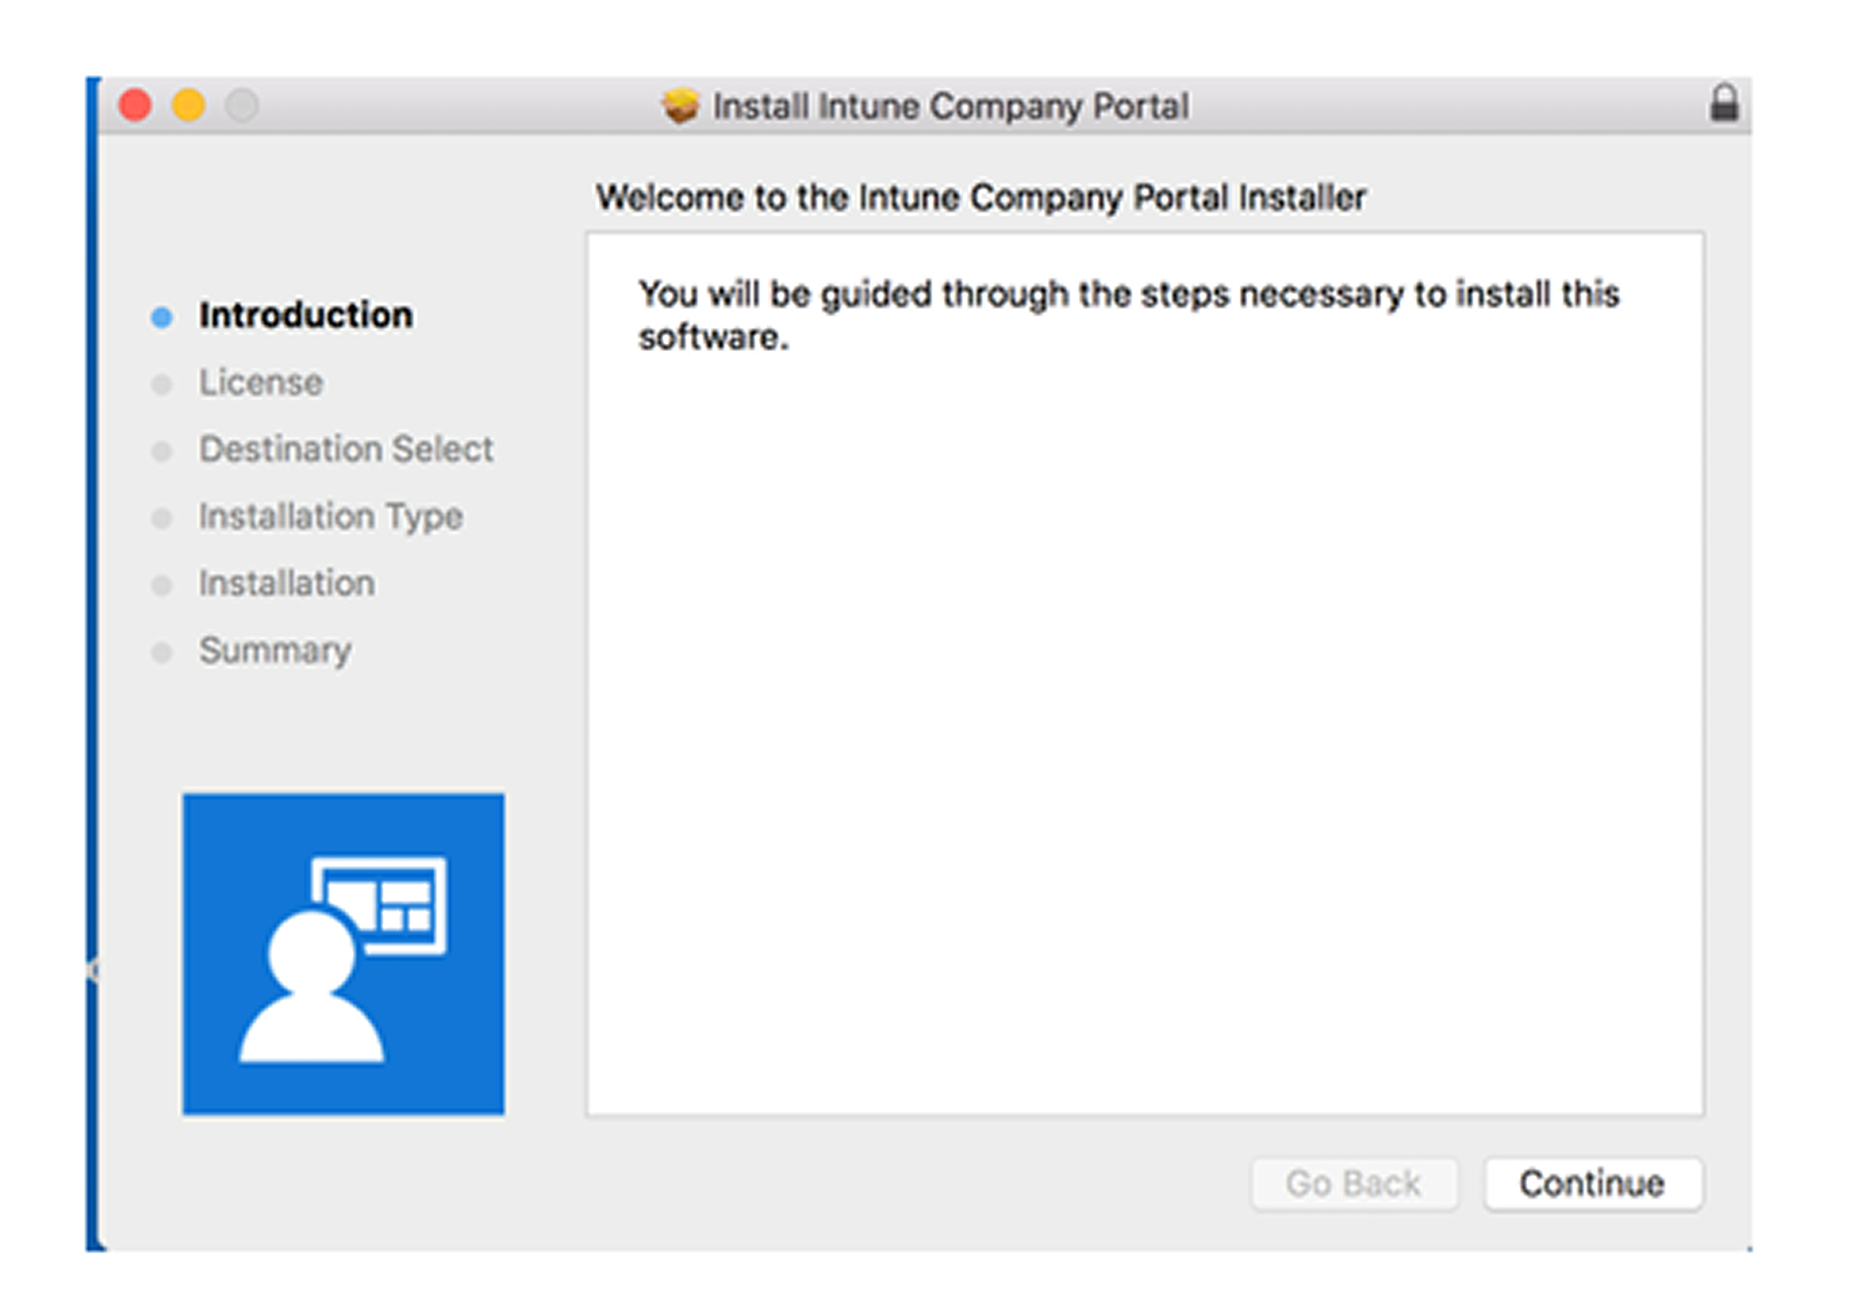 Install Intune Company Portal
Welcome to the Intune Company Portal Installer
Introduction
License
Destination Select
Installation Type
Installation
Summary
You will be guided through the steps necessary to install this
software.
Go Back
Continue